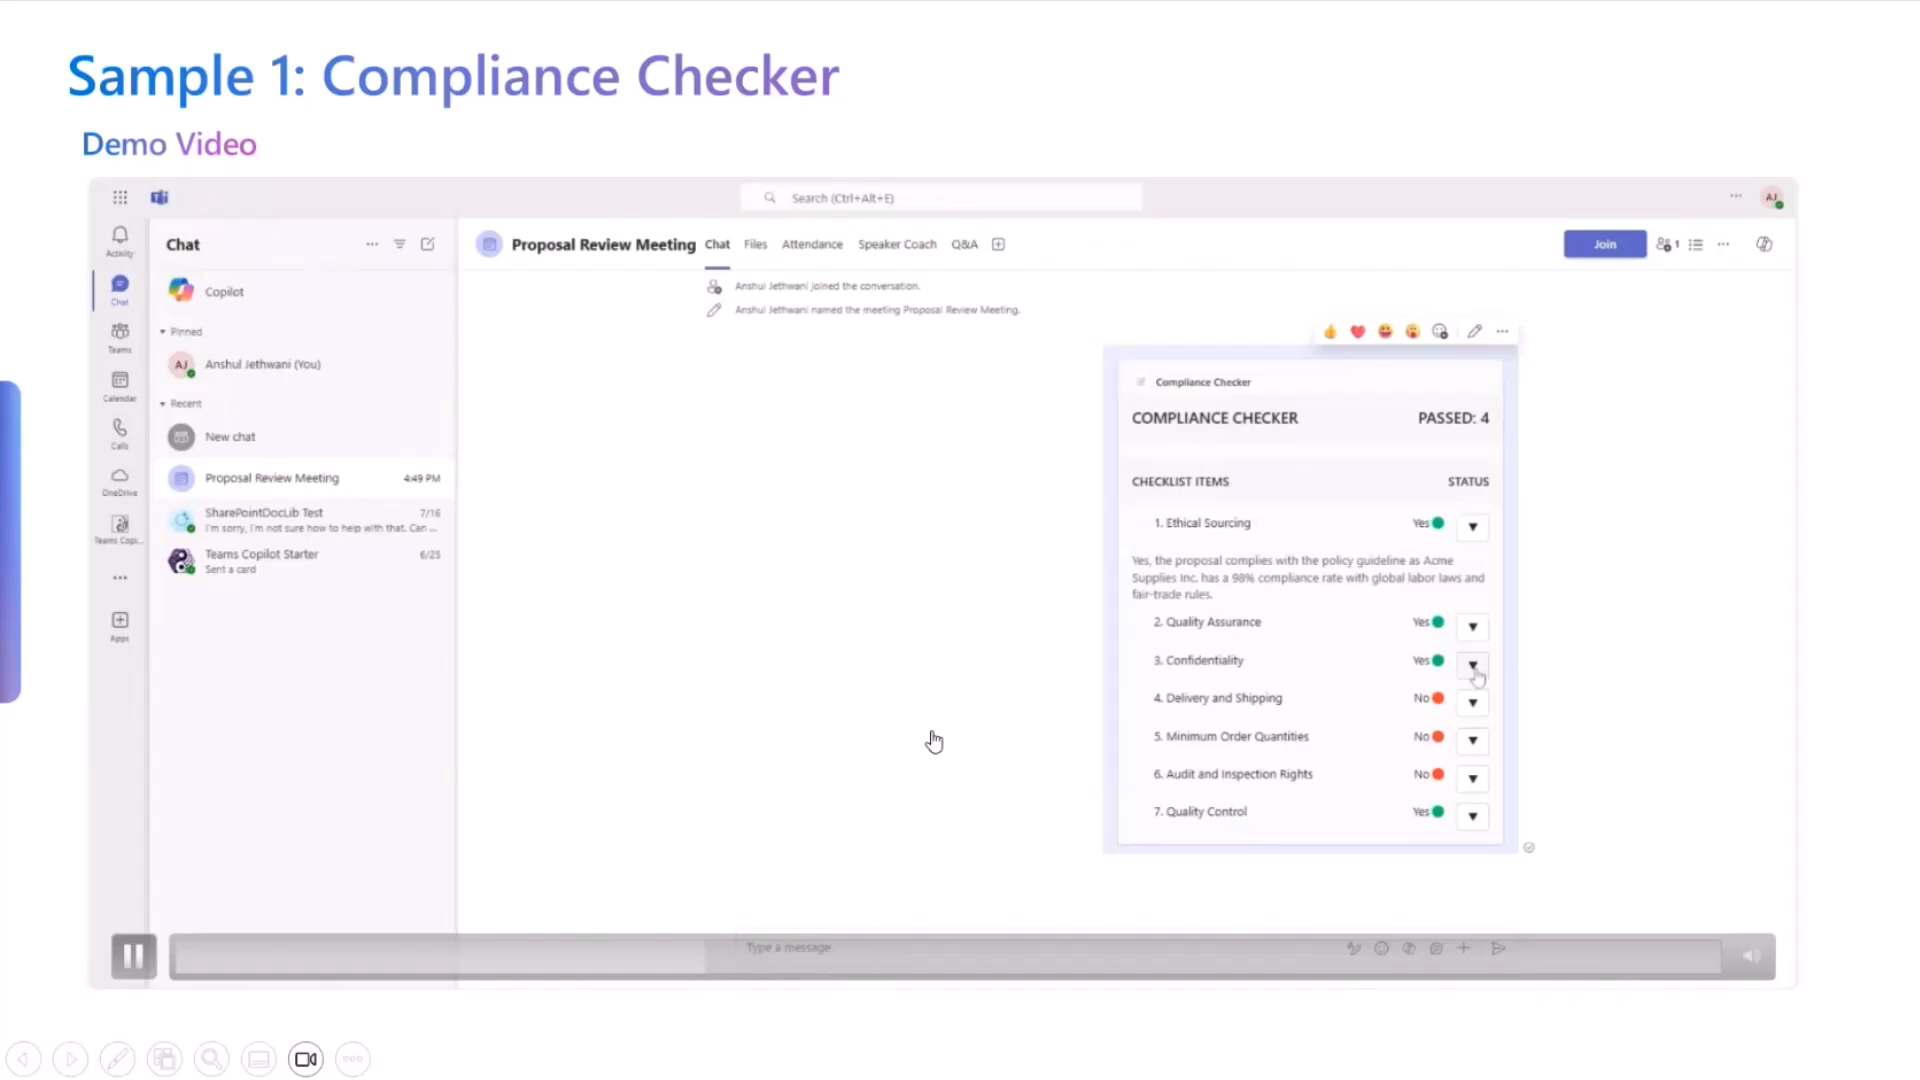 Sample 1: Compliance Checker
Demo Video
Search (Ctrl+Alt+E)
AJ
Activity
Chat
Teams
Calendar
Calls
OneDrive
Teams Copi...
Apps
Chat
Copilot
Pinned
AJ
Anshul Jethwani (You)
Recent
New chat
Proposal Review Meeting 4:49 PM
SharePointDocLib Test 7/16
I'm sorry, I'm not sure how to help with that. Can ...
Teams Copilot Starter 6/25
Sent a card
Proposal Review Meeting Chat Files Attendance Speaker Coach Q&A
Join
1
Anshul Jethwani joined the conversation.
Anshul Jethwani named the meeting Proposal Review Meeting.
Compliance Checker
COMPLIANCE CHECKER PASSED: 4
CHECKLIST ITEMS STATUS
1. Ethical Sourcing Yes
Yes, the proposal complies with the policy guideline as Acme
Supplies Inc. has a 98% compliance rate with global labor laws and
fair-trade rules.
2. Quality Assurance Yes
3. Confidentiality Yes
4. Delivery and Shipping No
5. Minimum Order Quantities No
6. Audit and Inspection Rights No
7. Quality Control Yes
Type a message